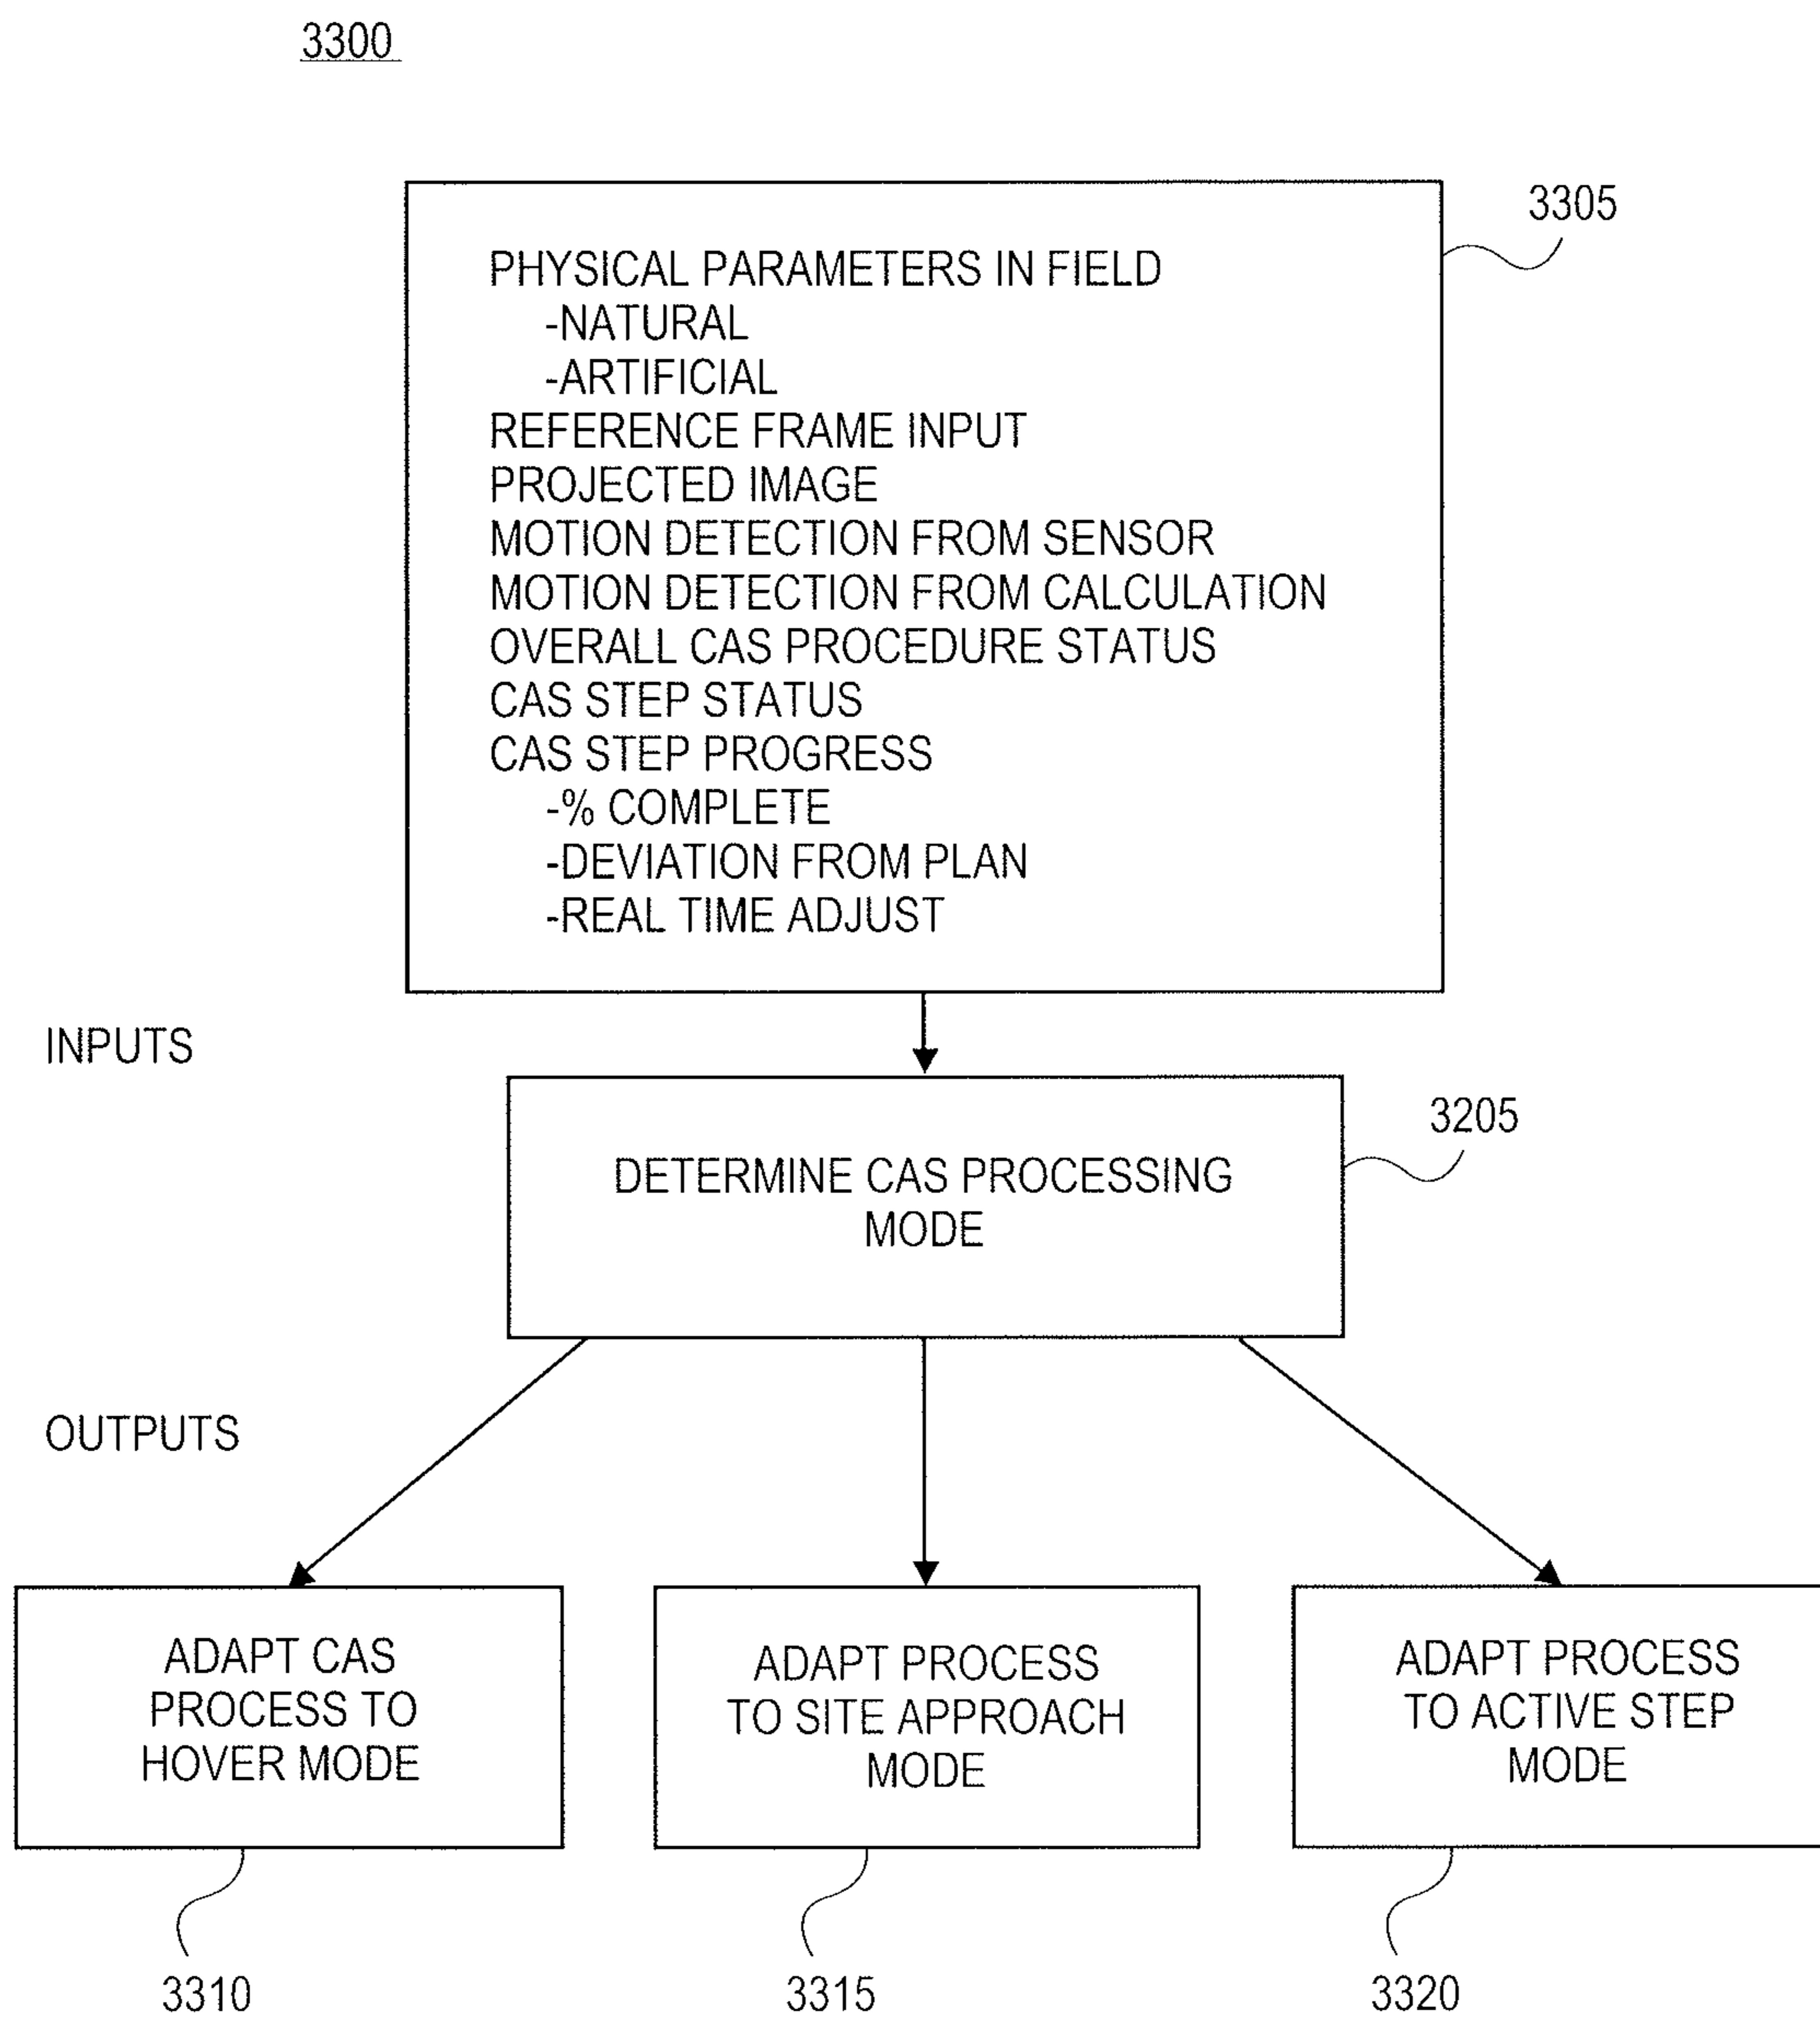 3300
3305
PHYSICAL PARAMETERS IN FIELD
-NATURAL
-ARTIFICIAL
REFERENCE FRAME INPUT
PROJECTED IMAGE
MOTION DETECTION FROM SENSOR
MOTION DETECTION FROM CALCULATION
OVERALL CAS PROCEDURE STATUS
CAS STEP STATUS
CAS STEP PROGRESS
-% COMPLETE
-DEVIATION FROM PLAN
-REAL TIME ADJUST
INPUTS
3205
DETERMINE CAS PROCESSING
MODE
OUTPUTS
ADAPT CAS
PROCESS TO
HOVER MODE
ADAPT PROCESS
TO SITE APPROACH
MODE
ADAPT PROCESS
TO ACTIVE STEP
MODE
3310
3315
3320